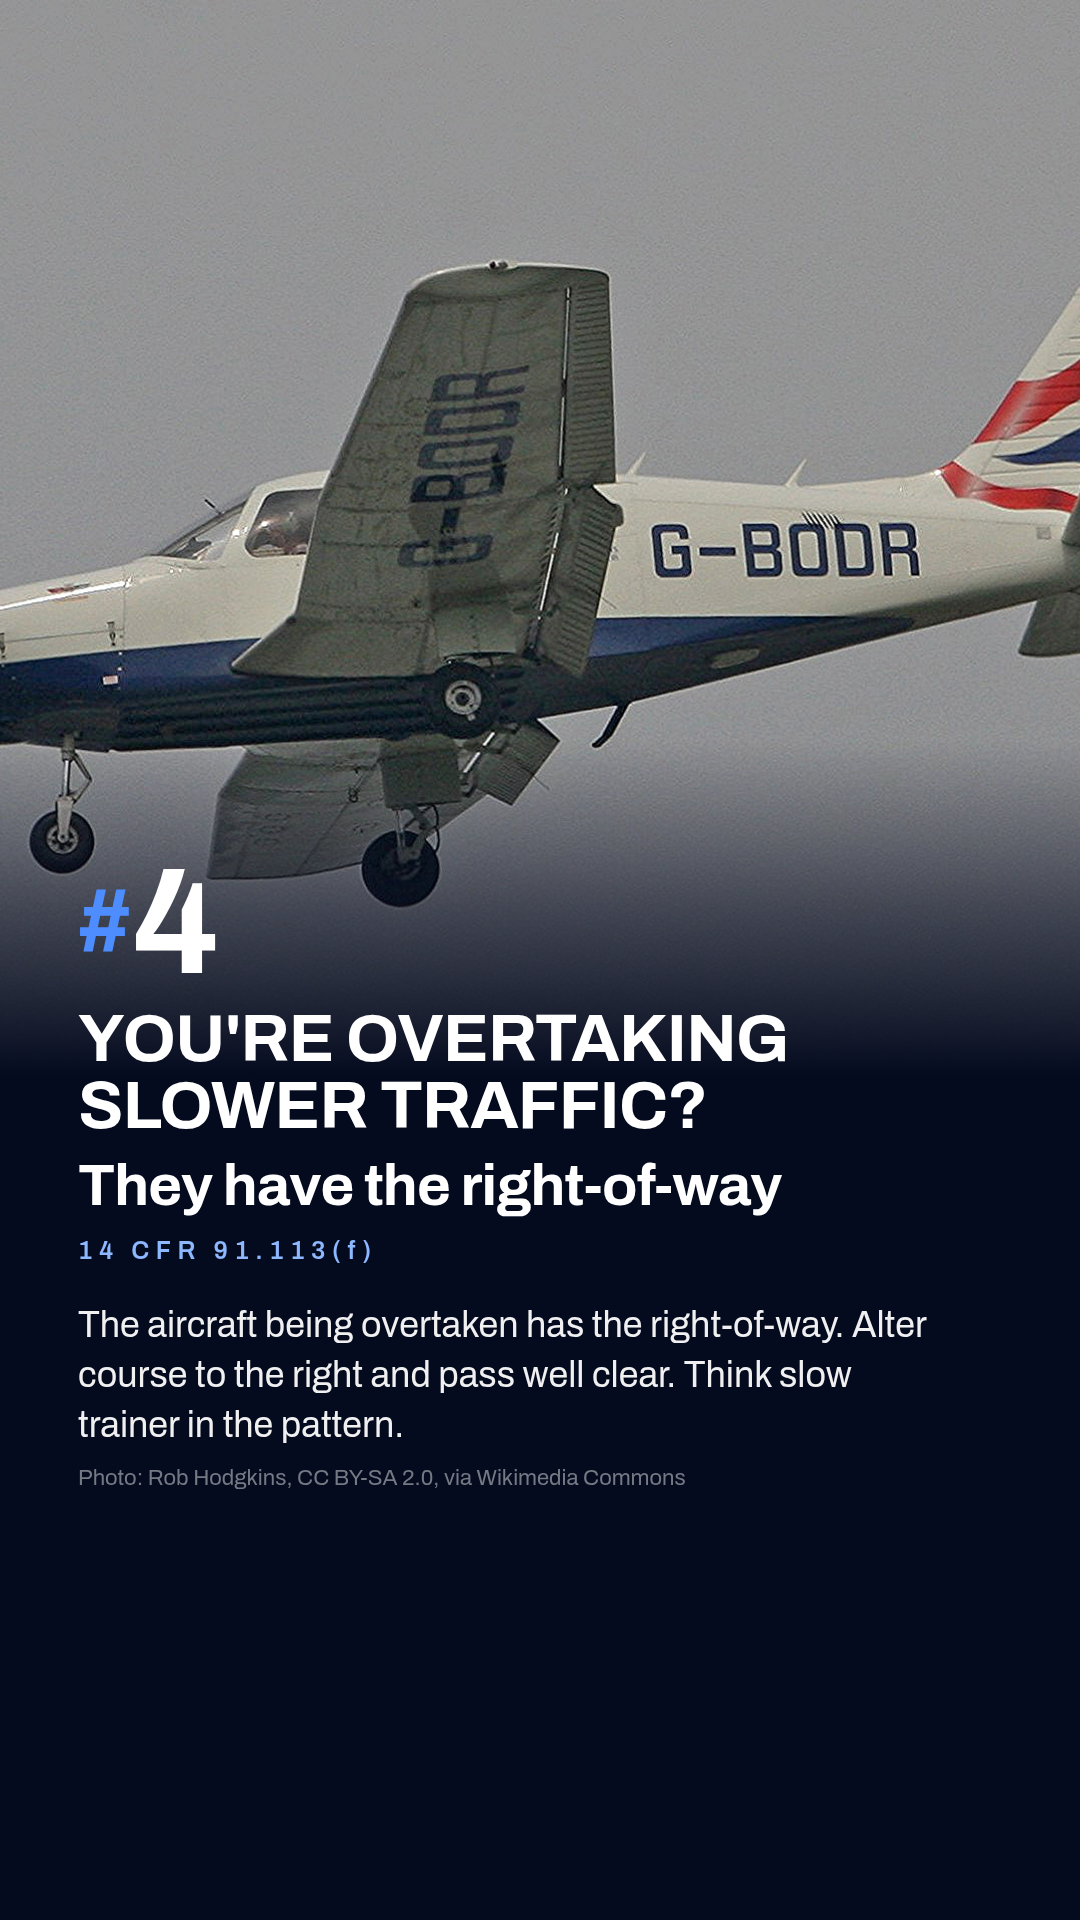 G-BODR
G-BODR
#4
YOU'RE OVERTAKING
SLOWER TRAFFIC?
They have the right-of-way
14 CFR 91.113(f)
The aircraft being overtaken has the right-of-way. Alter
course to the right and pass well clear. Think slow
trainer in the pattern.
Photo: Rob Hodgkins, CC BY-SA 2.0, via Wikimedia Commons